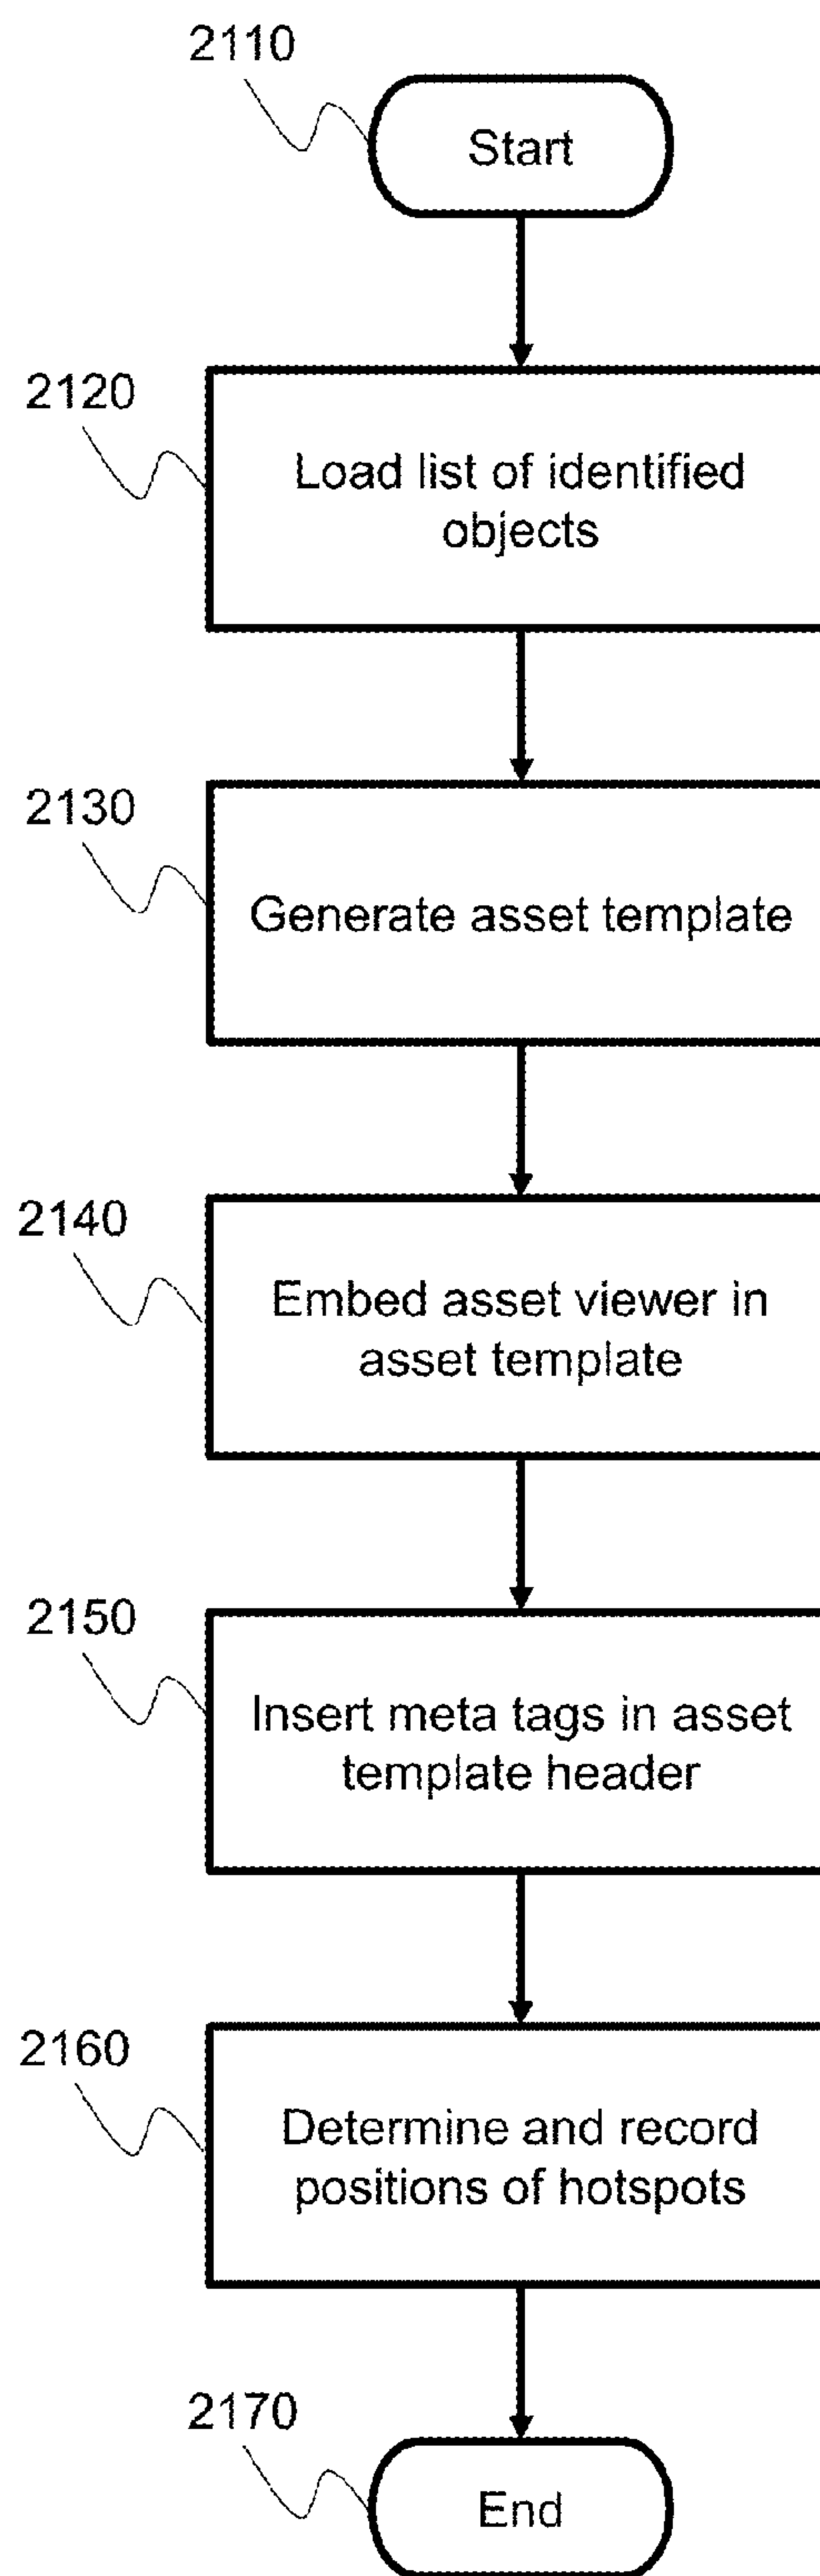 2110
Start
2120
Load list of identified
objects
2130
Generate asset template
2140
Embed asset viewer in
asset template
2150
Insert meta tags in asset
template header
2160
Determine and record
positions of hotspots
2170
End